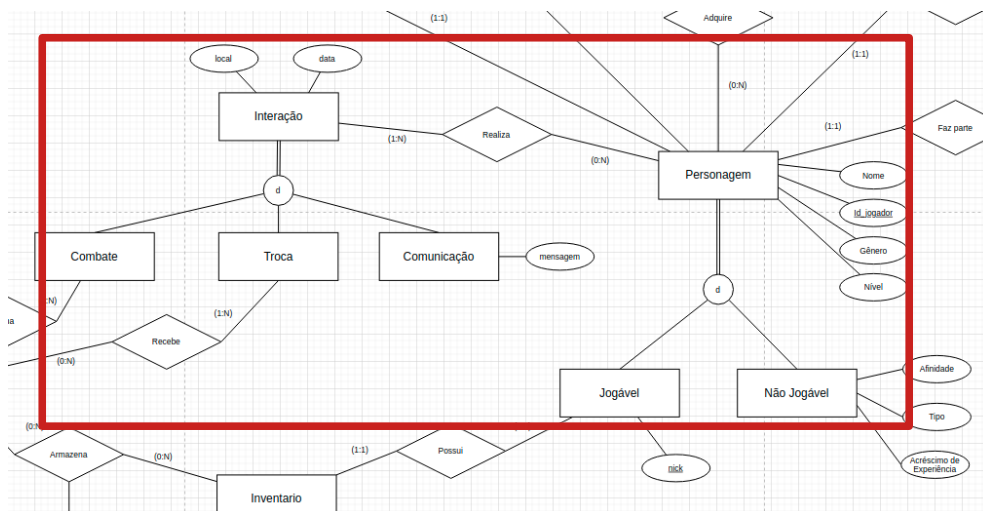 (1:1)
Adquire
local
data
(1:1)
Interação
(0:N)
(1:N)
Realiza
(1:1)
Faz parte
(0:N)
Personagem
Nome
d
Id_jogador
Combate
Troca
Comunicação
mensagem
Gênero
Nível
d
:N)
(1:N)
na
Recebe
(0:N)
Afinidade
Jogável
Não Jogável
Tipo
(0:N)
Armazena
(0:N)
(1:1)
Possui
nick
Acréscimo de
Experiência
Inventario